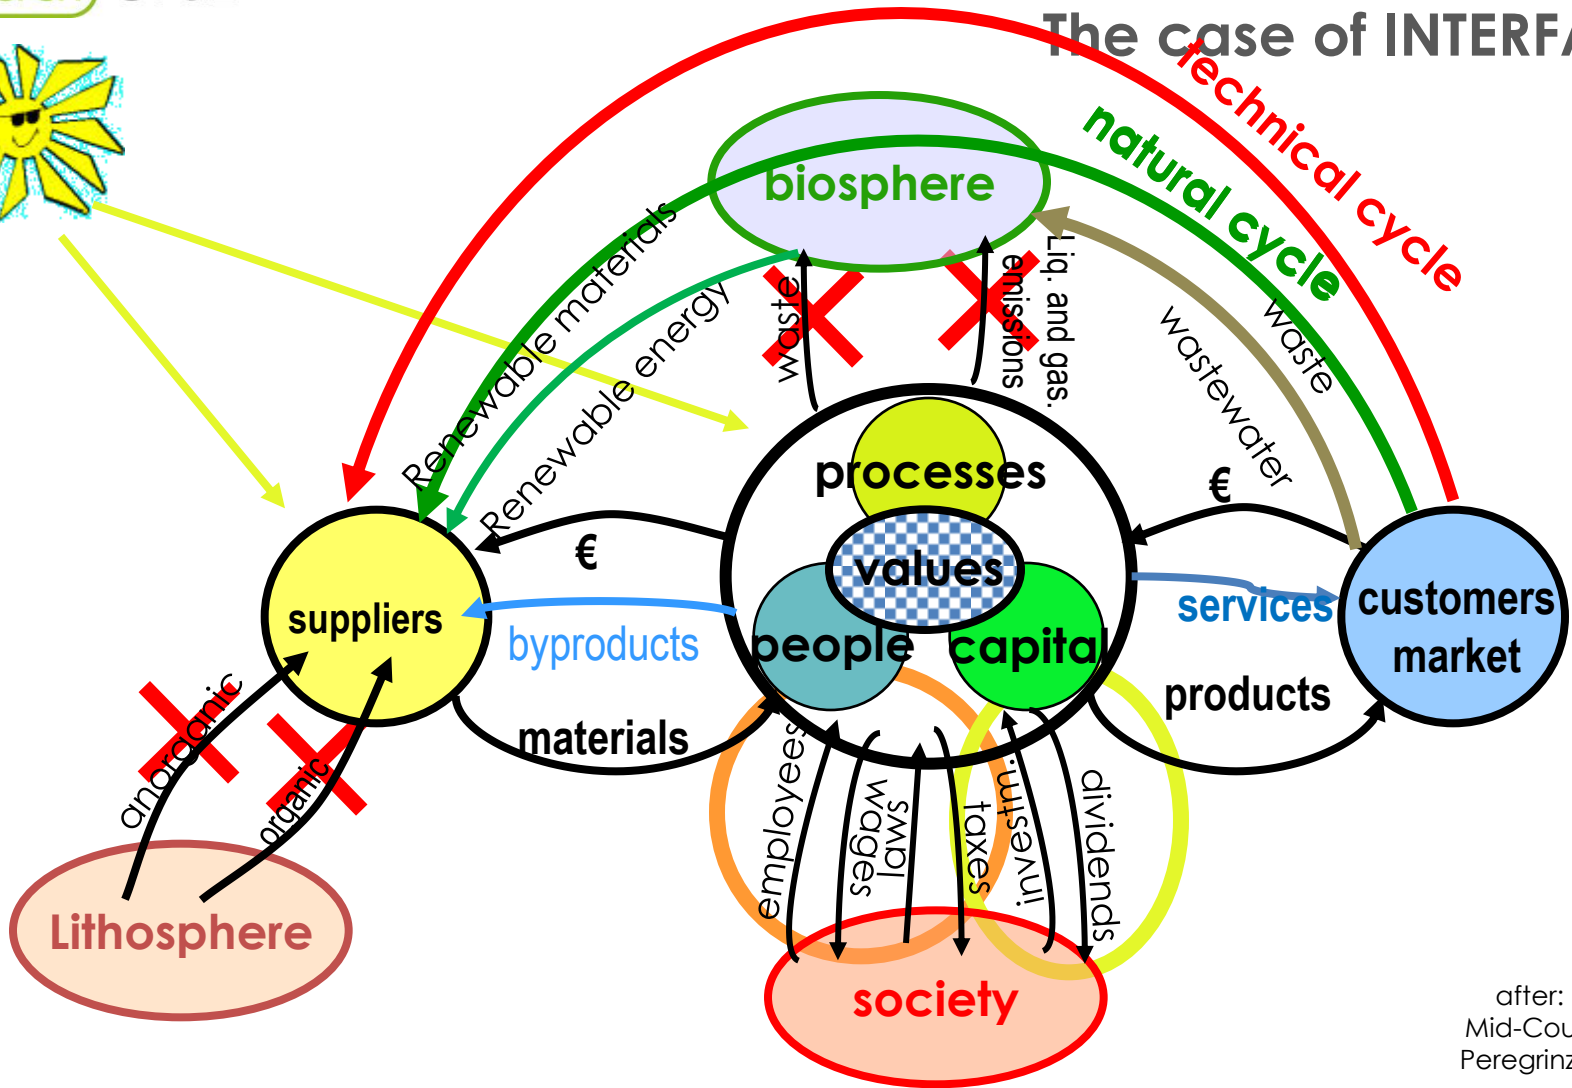 The case of INTERFA
technical cycle
natural cycle
biosphere
Renewable materials
Renewable energy
waste
Liq. and gas.
emissions
wastewater
waste
processes
values
people
capital
€
€
suppliers
byproducts
materials
services
products
customers
market
anorganic
organic
Lithosphere
employees
wages
laws
taxes
investm.
dividends
society
after:
Mid-Cou
Peregrinz